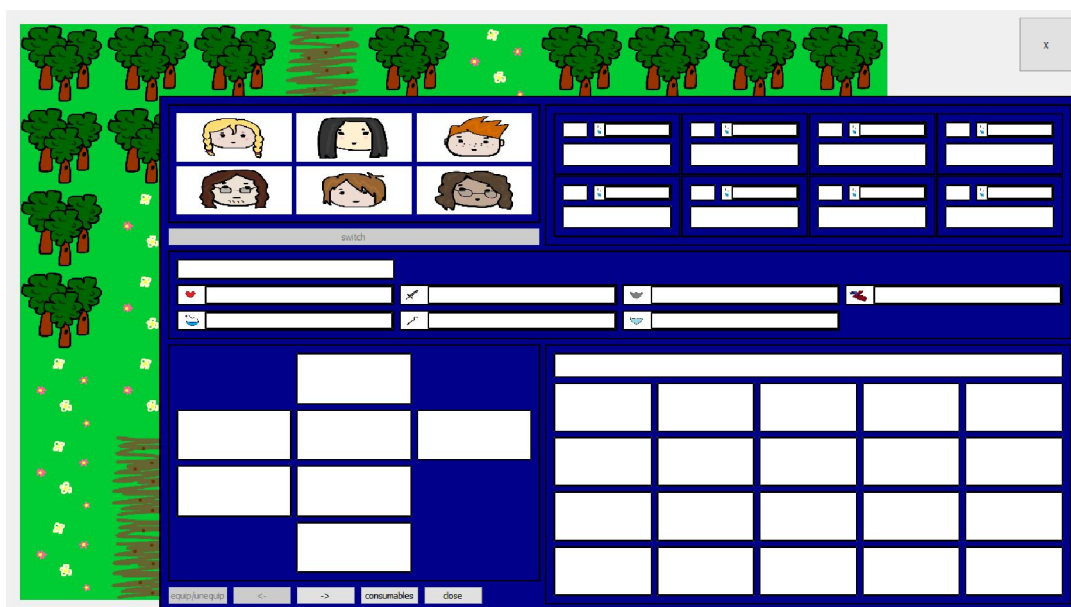 X
switch
equip/unequip
<-
->
consumables
close